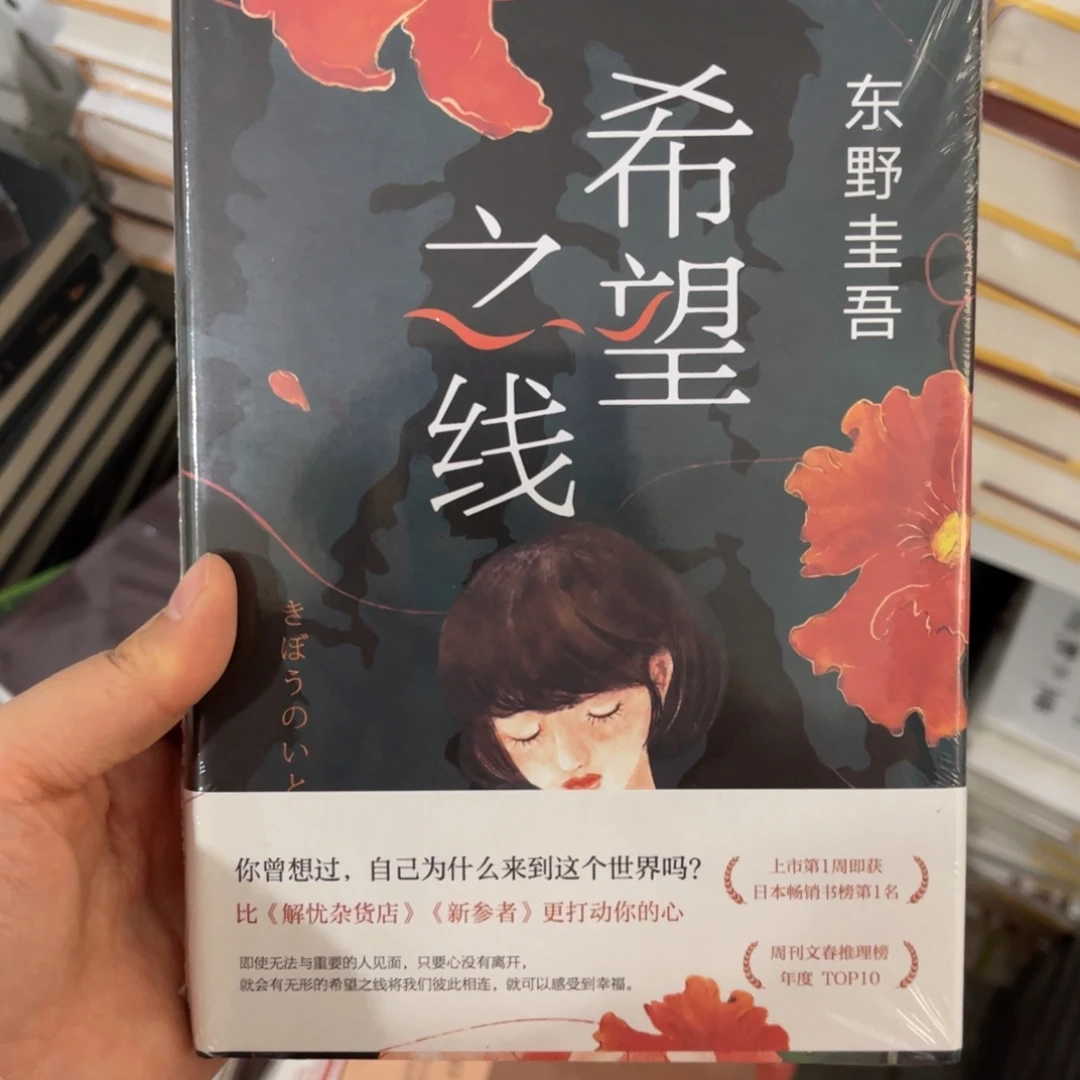 东野圭吾
希望
之线
きぼうのいと
你曾想过，自己为什么来到这个世界吗？
比《解忧杂货店》《新参者》更打动你的心
即使无法与重要的人见面，只要心没有离开，
就会有无形的希望之线将我们彼此相连，就可以感受到幸福。
上市第1周即获
日本畅销书榜第1名
周刊文春推理榜
年度 TOP10